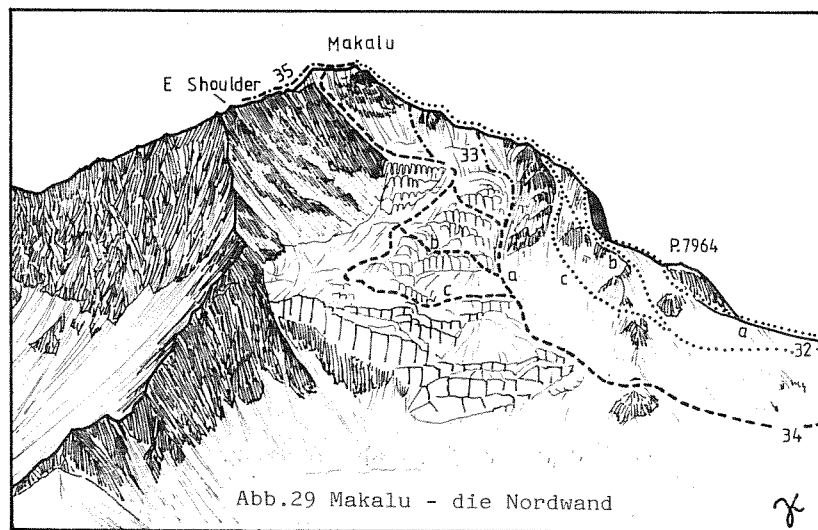 Makalu
E Shoulder
35
33
P.7964
b
b
a
c
c
a
32
34
Abb.29 Makalu - die Nordwand